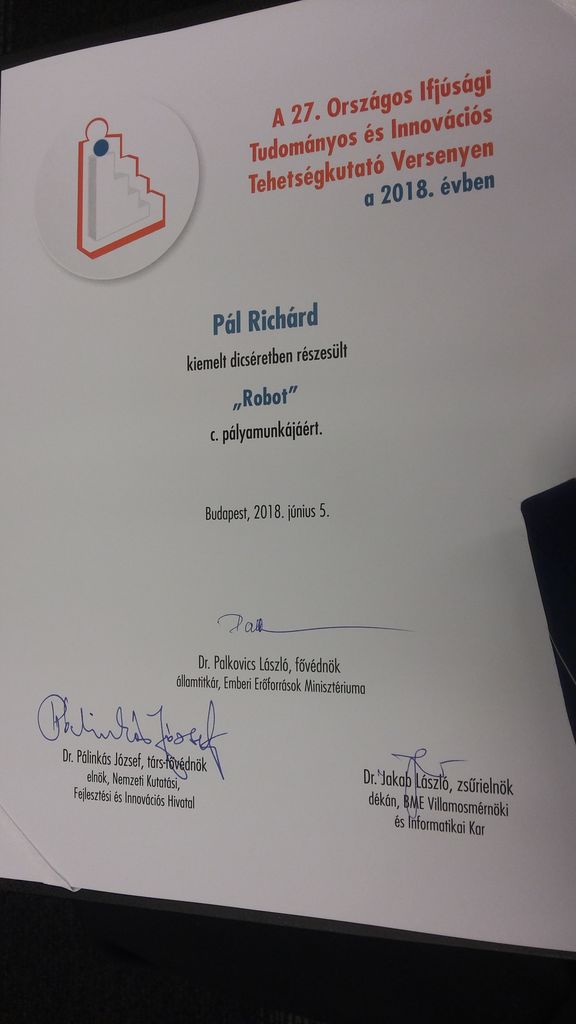 A 27. Országos Ifjúsági
Tudományos és Innovációs
Tehetségkutató Versenyen
a 2018. évben
Pál Richárd
kiemelt dicséretben részesült
„Robot”
c. pályamunkájáért.
Budapest, 2018. június 5.
Dr. Palkovics László, fővédnök
államtitkár, Emberi Erőforrások Minisztériuma
Pálinkás József
Dr. Pálinkás József, társ-fővédnök
elnök, Nemzeti Kutatási,
Fejlesztési és Innovációs Hivatal
Dr. Jakab László, zsűrielnök
dékán, BME Villamosmérnöki
és Informatikai Kar